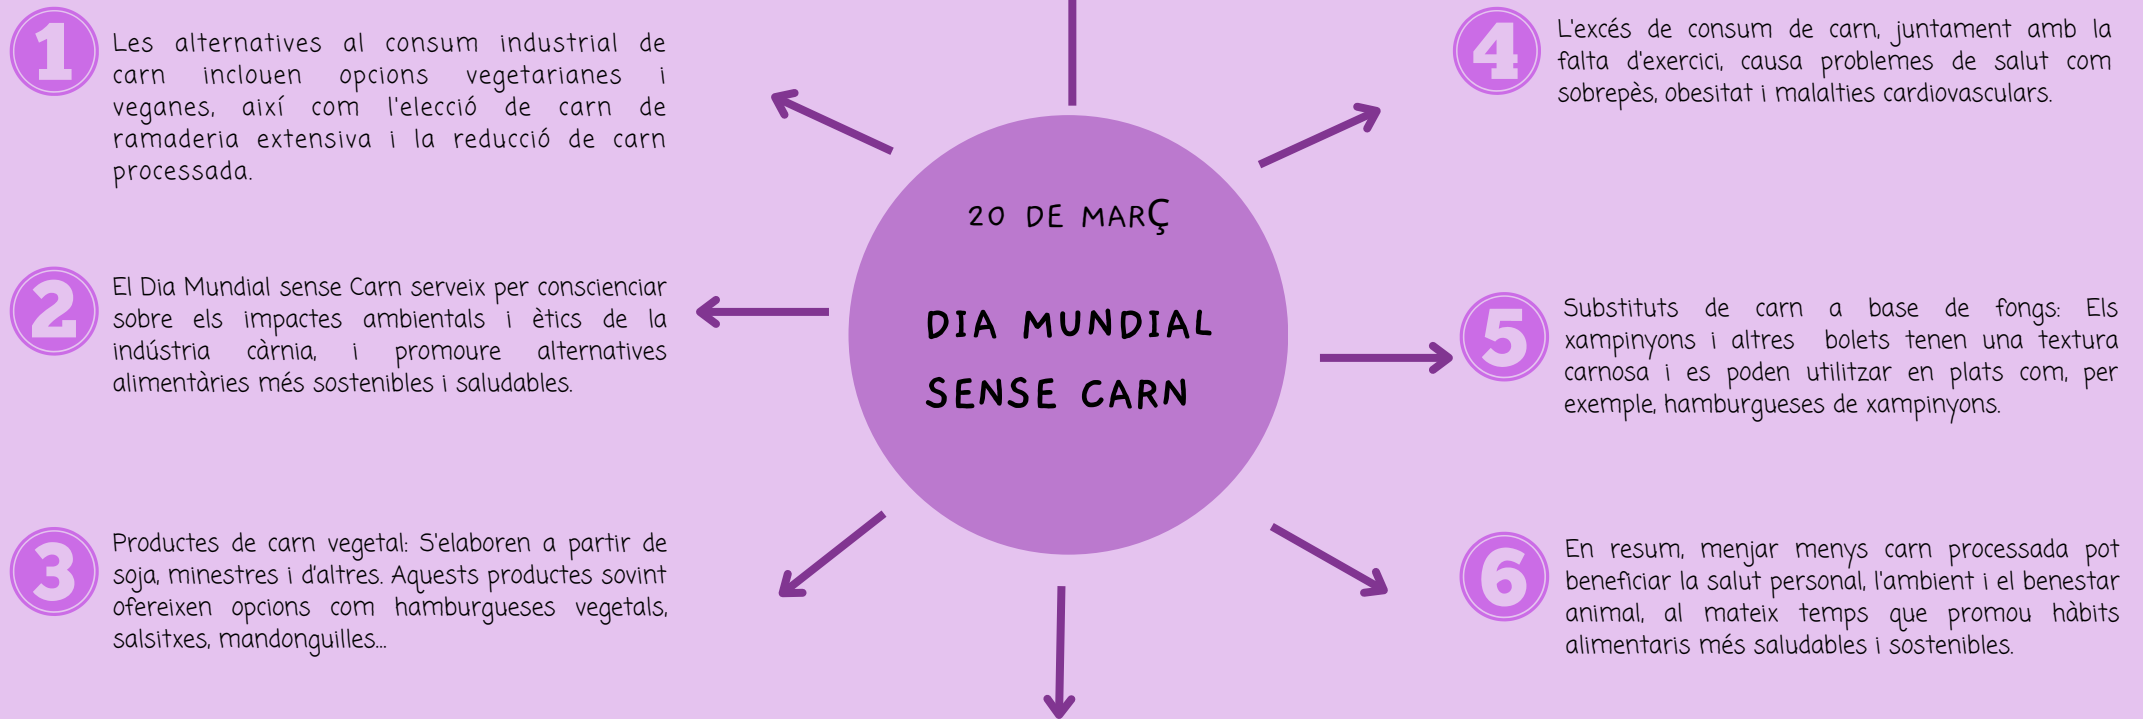 1
Les alternatives al consum industrial de
carn inclouen opcions vegetarianes i
veganes, així com l'elecció de carn de
ramaderia extensiva i la reducció de carn
processada.
2
El Dia Mundial sense Carn serveix per conscienciar
sobre els impactes ambientals i ètics de la
indústria càrnia, i promoure alternatives
alimentàries més sostenibles i saludables.
3
Productes de carn vegetal: S'elaboren a partir de
soja, minestres i d'altres. Aquests productes sovint
ofereixen opcions com hamburgueses vegetals,
salsitxes, mandonguilles...
20 DE MARÇ
DIA MUNDIAL
SENSE CARN
4
L'excés de consum de carn, juntament amb la
falta d'exercici, causa problemes de salut com
sobrepès, obesitat i malalties cardiovasculars.
5
Substituts de carn a base de fongs: Els
xampinyons i altres bolets tenen una textura
carnosa i es poden utilitzar en plats com, per
exemple, hamburgueses de xampinyons.
6
En resum, menjar menys carn processada pot
beneficiar la salut personal, l'ambient i el benestar
animal, al mateix temps que promou hàbits
alimentaris més saludables i sostenibles.